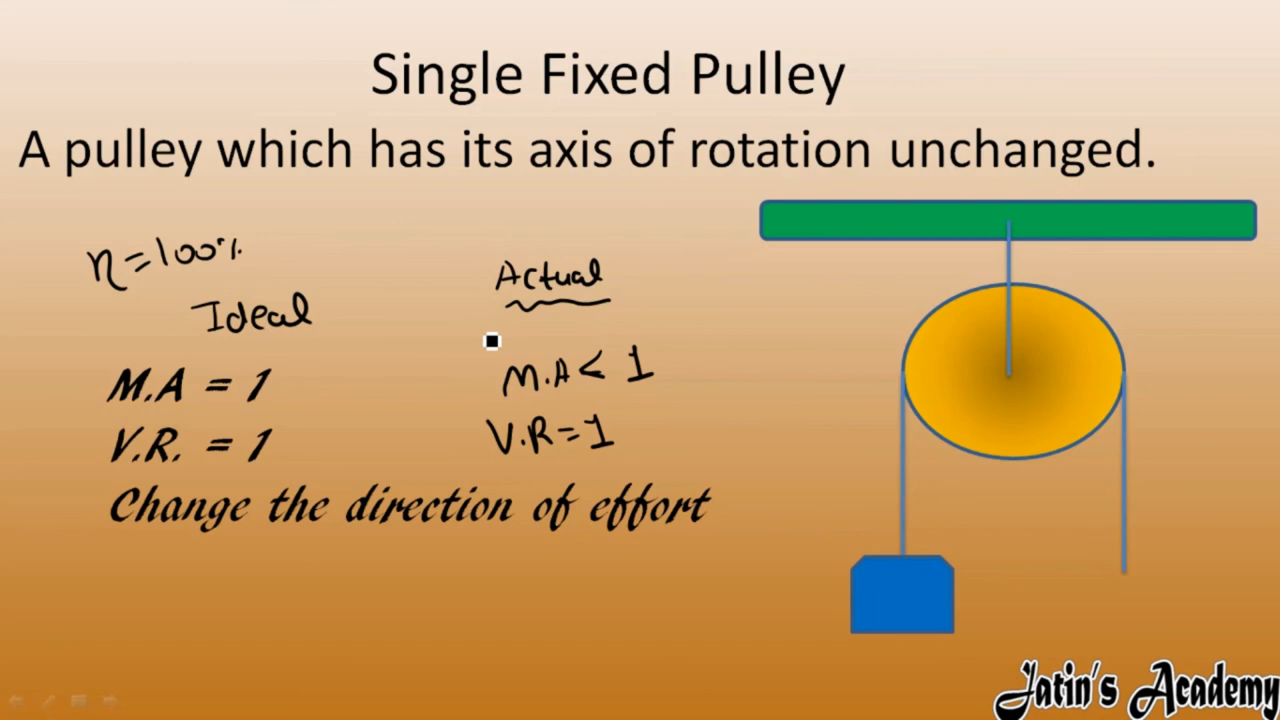 Single Fixed Pulley
A pulley which has its axis of rotation unchanged.
η=100%
Ideal
Actual
M.A = 1
M.A < 1
V.R. = 1
V.R=1
Change the direction of effort
Jatin's Academy